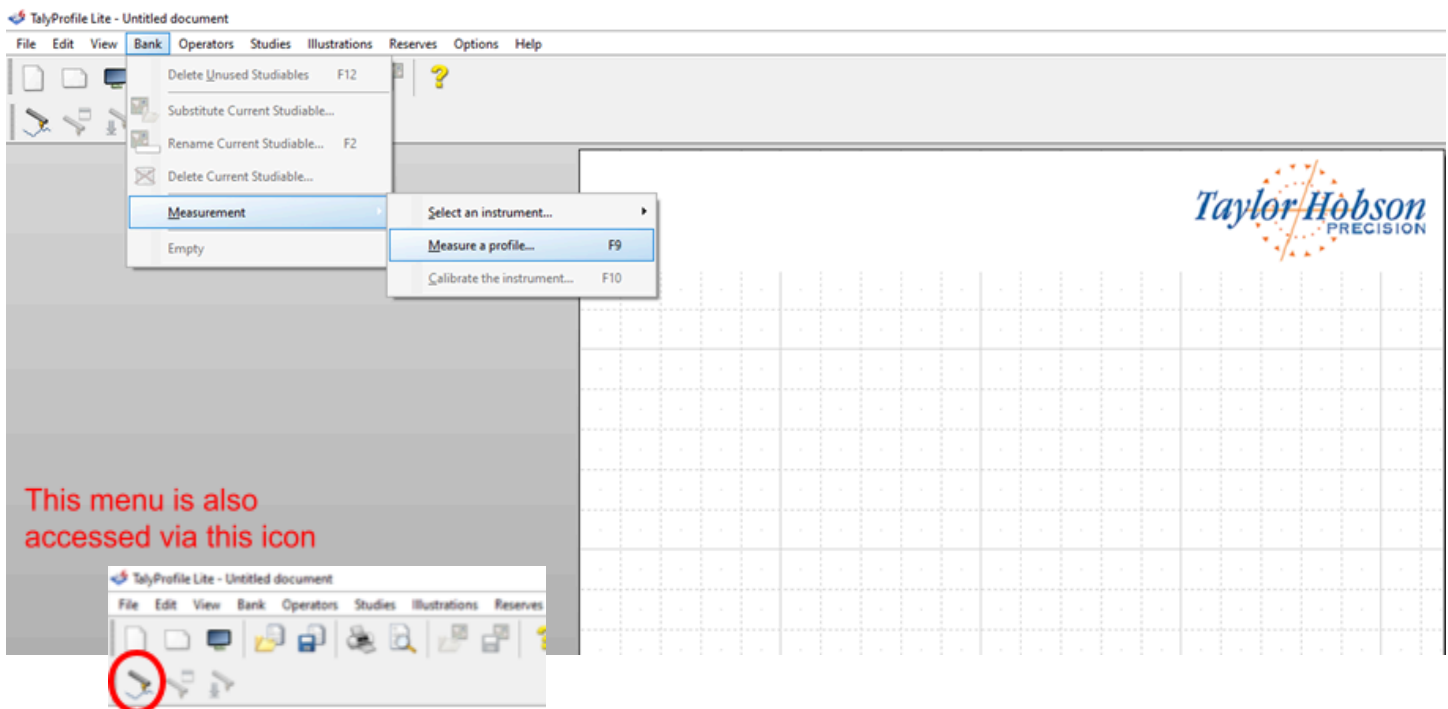 TalyProfile Lite - Untitled document
File Edit View Bank Operators Studies Illustrations Reserves Options Help
Delete Unused Studiables F12
Substitute Current Studiable...
Rename Current Studiable... F2
Delete Current Studiable...
Measurement
Empty
Select an instrument...
Measure a profile... F9
Calibrate the instrument... F10
Taylor Hobson
PRECISION
This menu is also
accessed via this icon
TalyProfile Lite - Untitled document
File Edit View Bank Operators Studies Illustrations Reserves